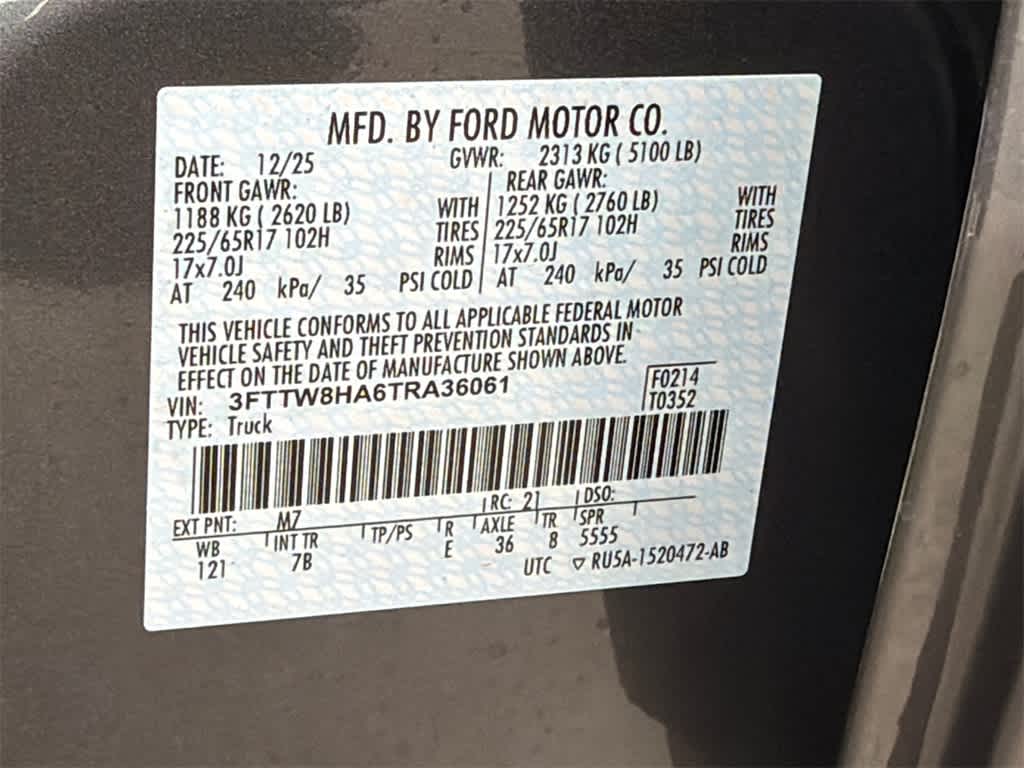 MFD. BY FORD MOTOR CO.
DATE: 12/25 GVWR: 2313 KG ( 5100 LB)
FRONT GAWR: REAR GAWR:
1188 KG ( 2620 LB) WITH 1252 KG ( 2760 LB) WITH
225/65R17 102H TIRES 225/65R17 102H TIRES
17x7.0J RIMS 17x7.0J RIMS
AT 240 kPa/ 35 PSI COLD AT 240 kPa/ 35 PSI COLD
THIS VEHICLE CONFORMS TO ALL APPLICABLE FEDERAL MOTOR
VEHICLE SAFETY AND THEFT PREVENTION STANDARDS IN
EFFECT ON THE DATE OF MANUFACTURE SHOWN ABOVE.
VIN: 3FTTW8HA6TRA36061 F0214
TYPE: Truck T0352
EXT PNT: M7 RC: 21 DSO:
WB INT TR TP/PS R AXLE TR SPR
121 7B E 36 8 5555
UTC ▽ RU5A-1520472-AB